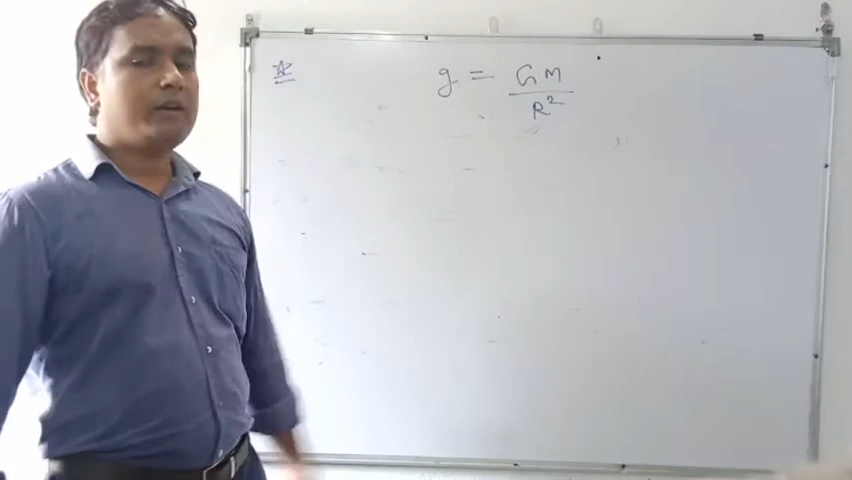 ☆ g = GM
R²